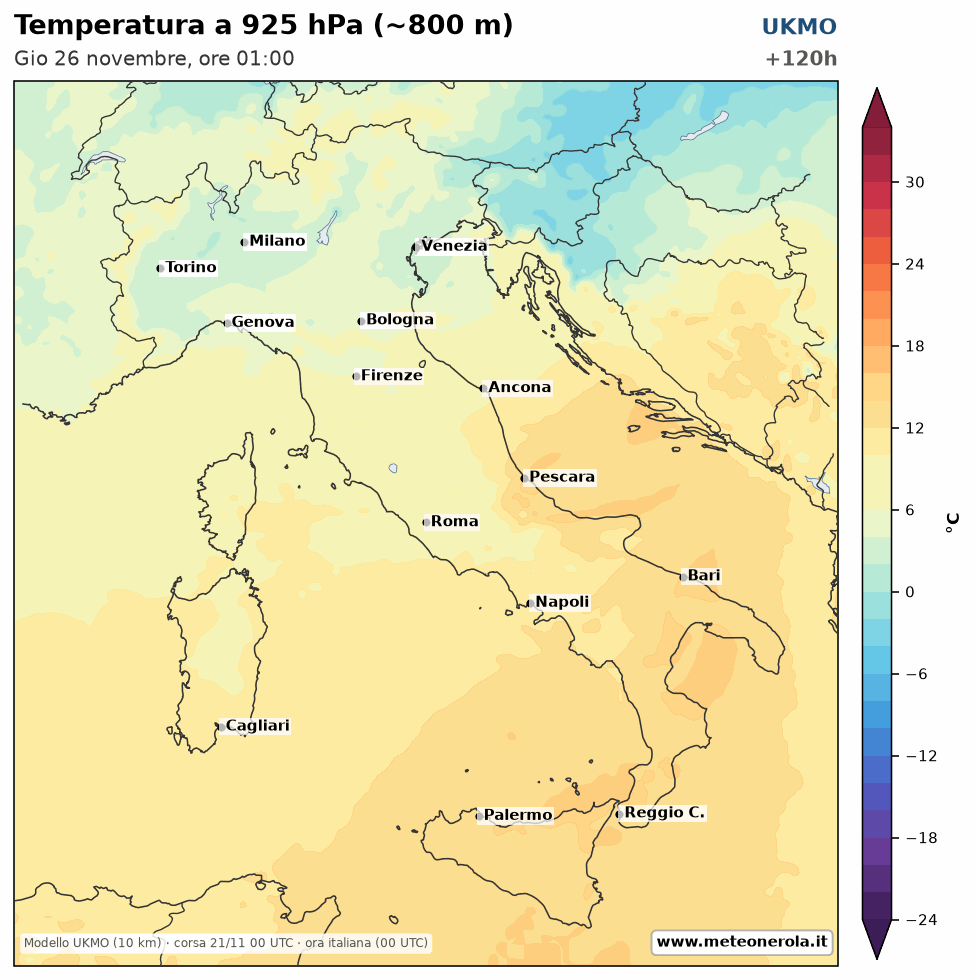 Temperatura a 925 hPa (~800 m)
UKMO
Gio 26 novembre, ore 01:00
+120h
Milano
Venezia
Torino
Genova
Bologna
Firenze
Ancona
Pescara
Roma
Bari
Napoli
Cagliari
Palermo
Reggio C.
30
24
18
12
6
0
−6
−12
−18
−24
°C
Modello UKMO (10 km) · corsa 21/11 00 UTC · ora italiana (00 UTC)
www.meteonerola.it